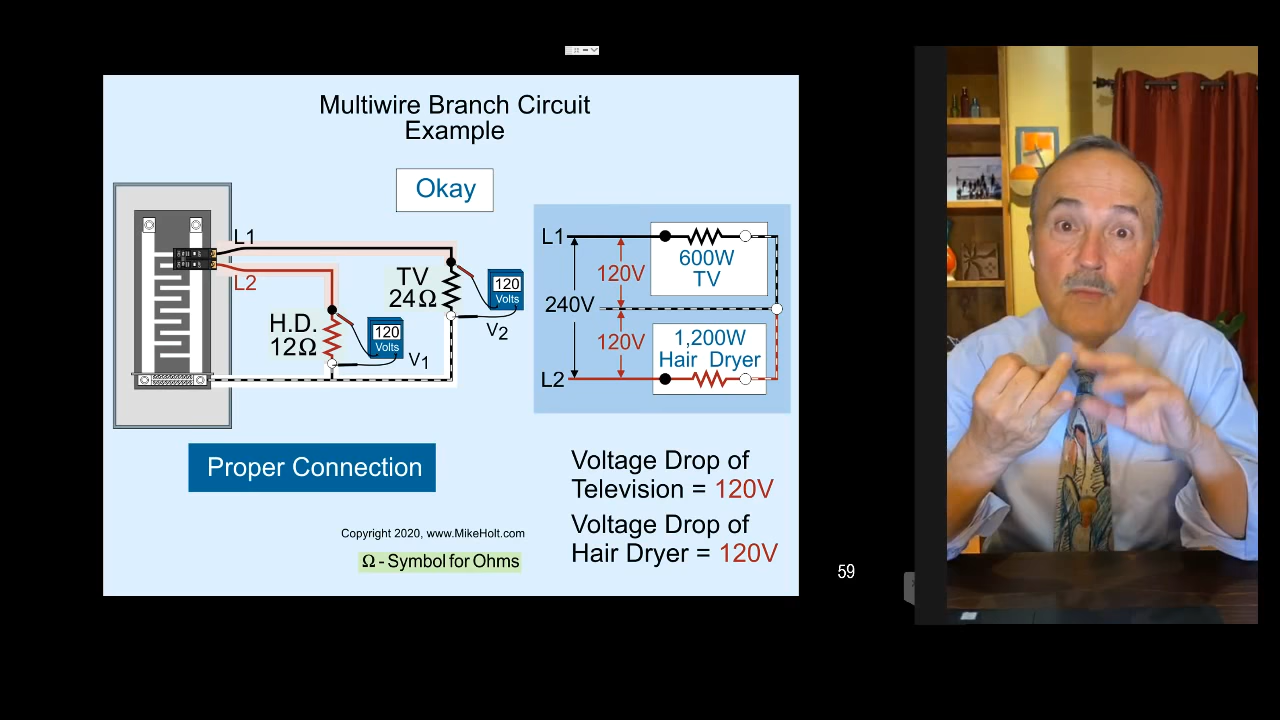 Multiwire Branch Circuit
Example
Okay
L1
L2
TV
24Ω
120
Volts
V2
H.D.
12Ω
120
Volts
V1
L1
600W
TV
120V
240V
120V
1,200W
Hair Dryer
L2
Proper Connection
Voltage Drop of
Television = 120V
Voltage Drop of
Hair Dryer = 120V
Copyright 2020, www.MikeHolt.com
Ω - Symbol for Ohms
59